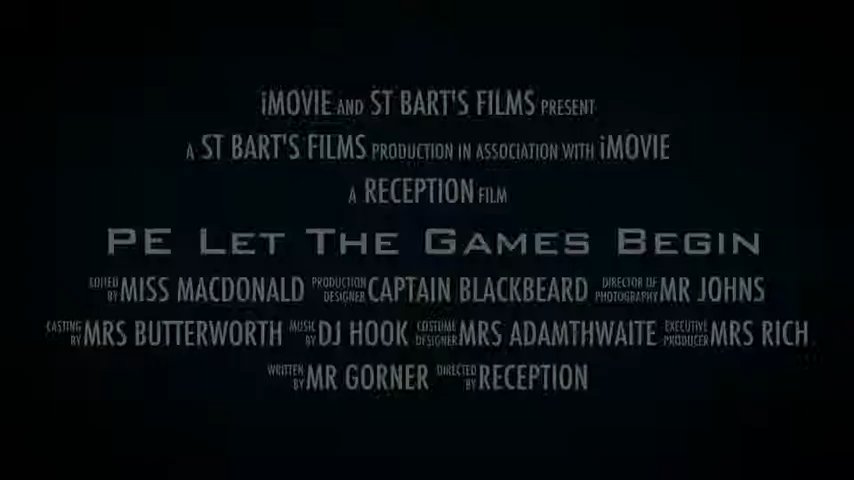 iMOVIE AND ST BART'S FILMS PRESENT
A ST BART'S FILMS PRODUCTION IN ASSOCIATION WITH iMOVIE
A RECEPTION FILM
PE LET THE GAMES BEGIN
EDITED BY MISS MACDONALD PRODUCTION DESIGNER CAPTAIN BLACKBEARD DIRECTOR OF PHOTOGRAPHY MR JOHNS
CASTING BY MRS BUTTERWORTH MUSIC BY DJ HOOK COSTUME DESIGNER MRS ADAMTHWAITE EXECUTIVE PRODUCER MRS RICH
WRITTEN BY MR GORNER DIRECTED BY RECEPTION